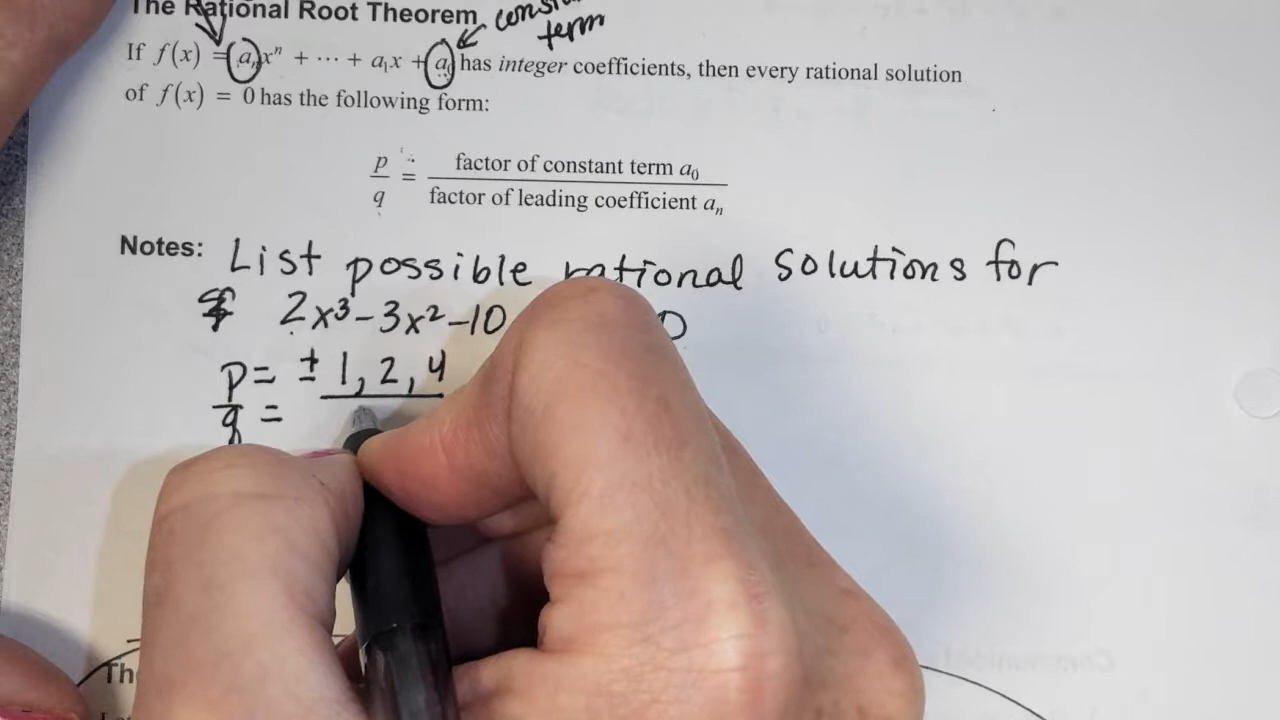 The Rational Root Theorem
term
If f(x) = aₙxⁿ + ··· + a₁x + a₀ has integer coefficients, then every rational solution
of f(x) = 0 has the following form:
p/q = factor of constant term a₀ / factor of leading coefficient aₙ
Notes: List possible rational solutions for
2x³-3x²-10 0
p = ± 1, 2, 4
q =